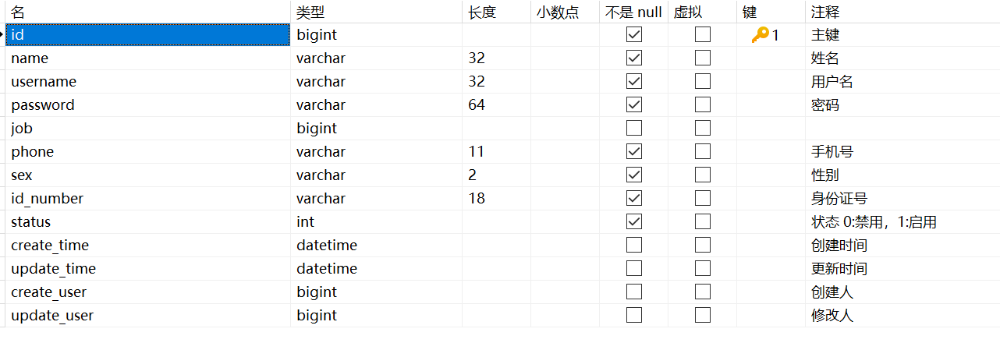 名 类型 长度 小数点 不是 null 虚拟 键 注释
id bigint 1 主键
name varchar 32 姓名
username varchar 32 用户名
password varchar 64 密码
job bigint
phone varchar 11 手机号
sex varchar 2 性别
id_number varchar 18 身份证号
status int 状态 0:禁用，1:启用
create_time datetime 创建时间
update_time datetime 更新时间
create_user bigint 创建人
update_user bigint 修改人